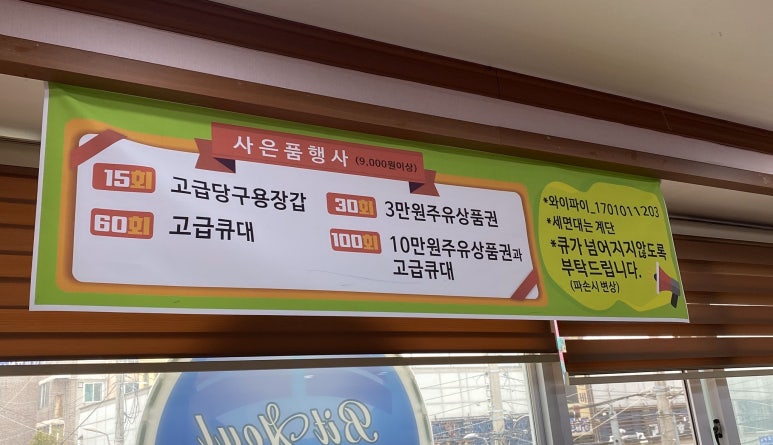 사은품행사 (9,000원이상)
15회 고급당구용장갑
30회 3만원주유상품권
60회 고급큐대
100회 10만원주유상품권과
고급큐대
*와이파이_1701011203
*세면대는 계단
*큐가 넘어지지않도록
부탁드립니다.
(파손시 변상)
Bit